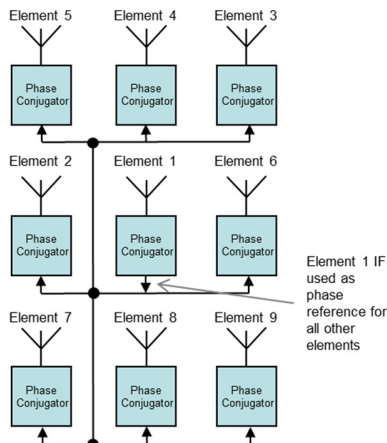 Element 5
Element 4
Element 3
Phase
Conjugator
Phase
Conjugator
Phase
Conjugator
Element 2
Element 1
Element 6
Phase
Conjugator
Phase
Conjugator
Phase
Conjugator
Element 1 IF
used as
phase
reference for
all other
elements
Element 7
Element 8
Element 9
Phase
Conjugator
Phase
Conjugator
Phase
Conjugator